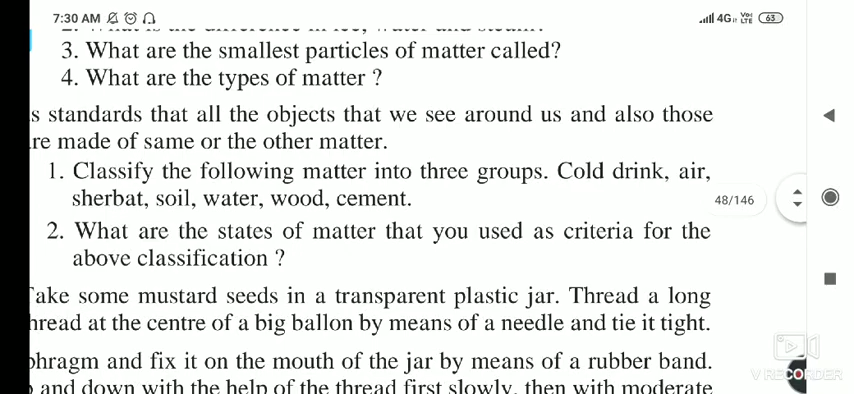 7:30 AM
4G
Vo) LTE
63
3. What are the smallest particles of matter called?
4. What are the types of matter ?
s standards that all the objects that we see around us and also those
re made of same or the other matter.
1. Classify the following matter into three groups. Cold drink, air,
sherbat, soil, water, wood, cement.
48/146
2. What are the states of matter that you used as criteria for the
above classification ?
ake some mustard seeds in a transparent plastic jar. Thread a long
hread at the centre of a big ballon by means of a needle and tie it tight.
phragm and fix it on the mouth of the jar by means of a rubber band.
and down with the help of the thread first slowly, then with moderate
V RECORDER